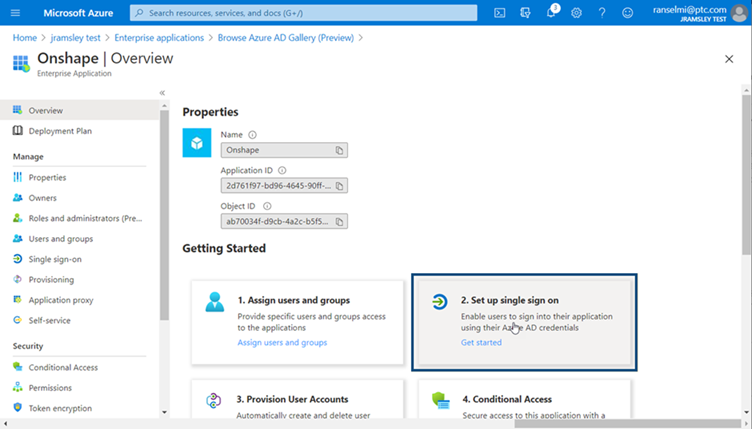 Microsoft Azure
Search resources, services, and docs (G+/)
3
ranselmi@ptc.com
JRAMSLEY TEST
Home > jramsley test > Enterprise applications > Browse Azure AD Gallery (Preview) >
Onshape | Overview
Enterprise Application
Overview
Deployment Plan
Manage
Properties
Owners
Roles and administrators (Pre...
Users and groups
Single sign-on
Provisioning
Application proxy
Self-service
Security
Conditional Access
Permissions
Token encryption
Properties
Name
Onshape
Application ID
2d761f97-bd96-4645-90ff-...
Object ID
ab70034f-d9cb-4a2c-b5f5...
Getting Started
1. Assign users and groups
Provide specific users and groups access
to the applications
Assign users and groups
2. Set up single sign on
Enable users to sign into their application
using their Azure AD credentials
Get started
3. Provision User Accounts
Automatically create and delete user
4. Conditional Access
Secure access to this application with a